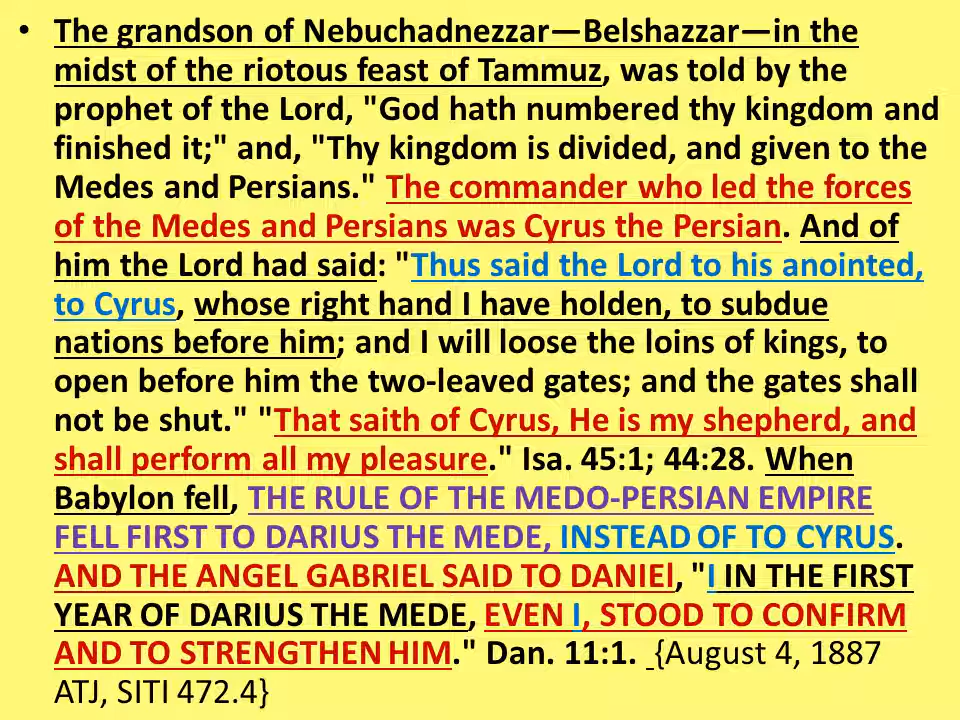 • The grandson of Nebuchadnezzar—Belshazzar—in the
midst of the riotous feast of Tammuz, was told by the
prophet of the Lord, "God hath numbered thy kingdom and
finished it;" and, "Thy kingdom is divided, and given to the
Medes and Persians." The commander who led the forces
of the Medes and Persians was Cyrus the Persian. And of
him the Lord had said: "Thus said the Lord to his anointed,
to Cyrus, whose right hand I have holden, to subdue
nations before him; and I will loose the loins of kings, to
open before him the two-leaved gates; and the gates shall
not be shut." "That saith of Cyrus, He is my shepherd, and
shall perform all my pleasure." Isa. 45:1; 44:28. When
Babylon fell, THE RULE OF THE MEDO-PERSIAN EMPIRE
FELL FIRST TO DARIUS THE MEDE, INSTEAD OF TO CYRUS.
AND THE ANGEL GABRIEL SAID TO DANIEl, "I IN THE FIRST
YEAR OF DARIUS THE MEDE, EVEN I, STOOD TO CONFIRM
AND TO STRENGTHEN HIM." Dan. 11:1. {August 4, 1887
ATJ, SITI 472.4}